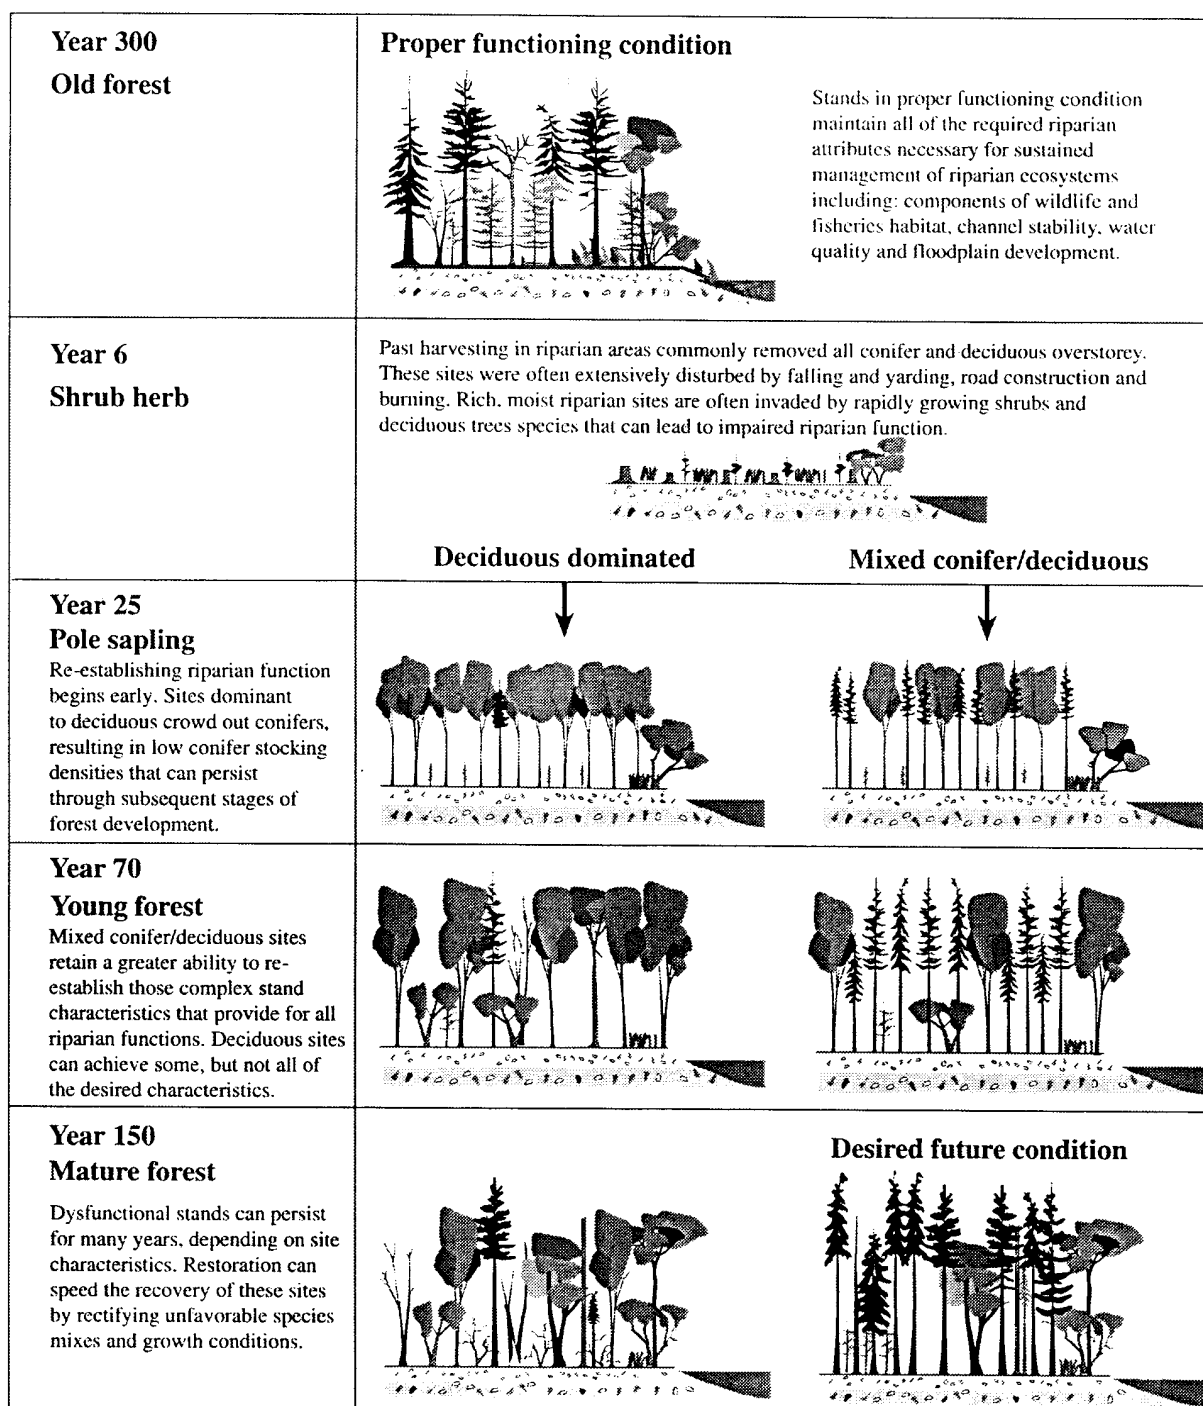 Year 300
Old forest
Proper functioning condition
Stands in proper functioning condition
maintain all of the required riparian
attributes necessary for sustained
management of riparian ecosystems
including: components of wildlife and
fisheries habitat, channel stability, water
quality and floodplain development.
Year 6
Shrub herb
Past harvesting in riparian areas commonly removed all conifer and deciduous overstorey.
These sites were often extensively disturbed by falling and yarding, road construction and
burning. Rich, moist riparian sites are often invaded by rapidly growing shrubs and
deciduous trees species that can lead to impaired riparian function.
Deciduous dominated
Mixed conifer/deciduous
Year 25
Pole sapling
Re-establishing riparian function
begins early. Sites dominant
to deciduous crowd out conifers,
resulting in low conifer stocking
densities that can persist
through subsequent stages of
forest development.
Year 70
Young forest
Mixed conifer/deciduous sites
retain a greater ability to re-
establish those complex stand
characteristics that provide for all
riparian functions. Deciduous sites
can achieve some, but not all of
the desired characteristics.
Year 150
Mature forest
Dysfunctional stands can persist
for many years, depending on site
characteristics. Restoration can
speed the recovery of these sites
by rectifying unfavorable species
mixes and growth conditions.
Desired future condition